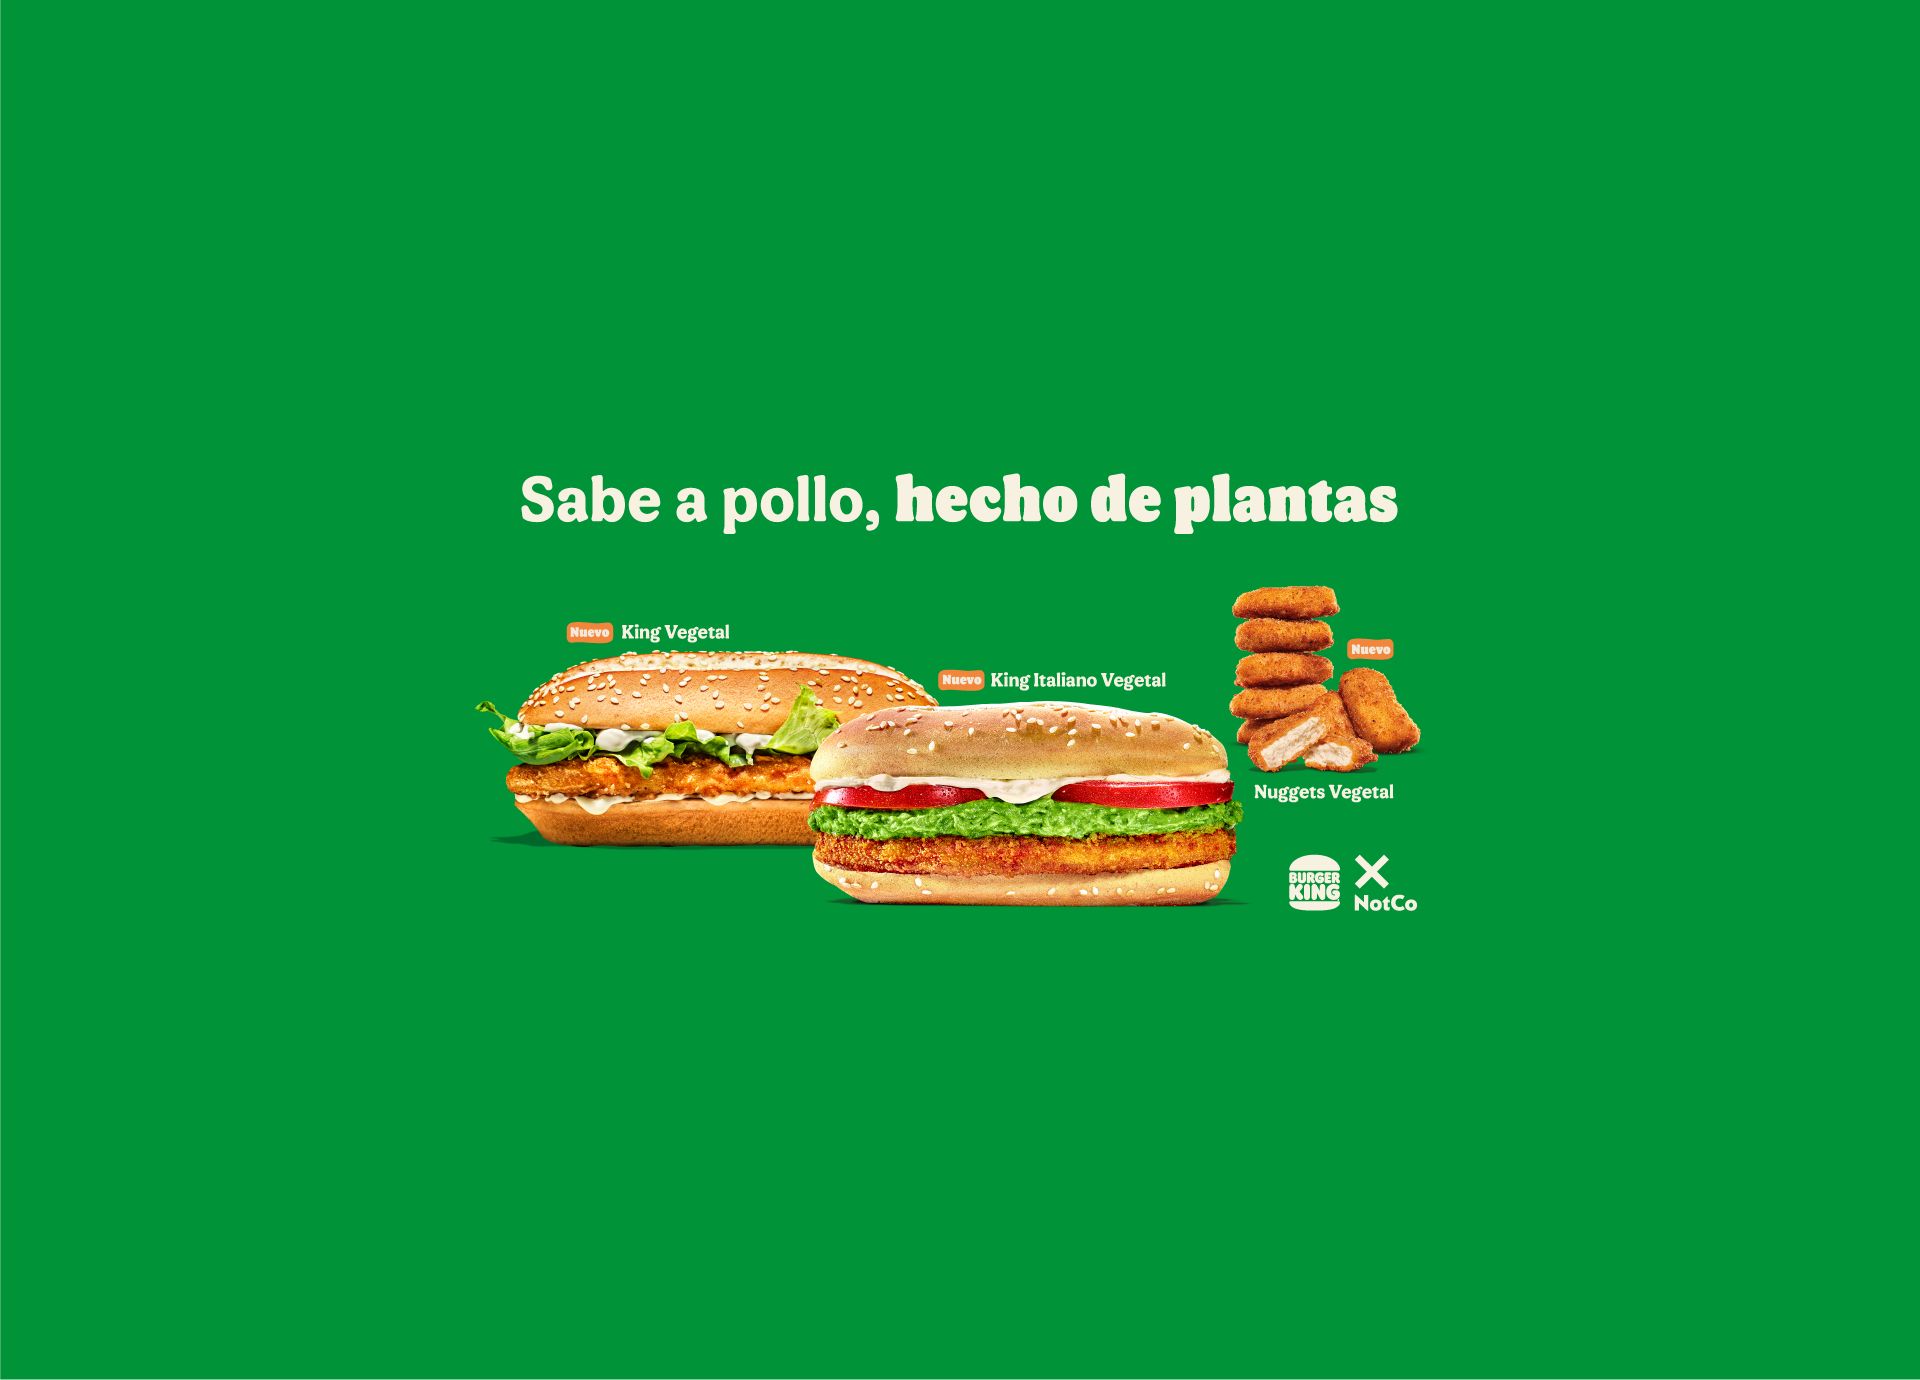 Sabe a pollo, hecho de plantas
Nuevo King Vegetal
Nuevo King Italiano Vegetal
Nuevo
Nuggets Vegetal
BURGER
KING
X
NotCo